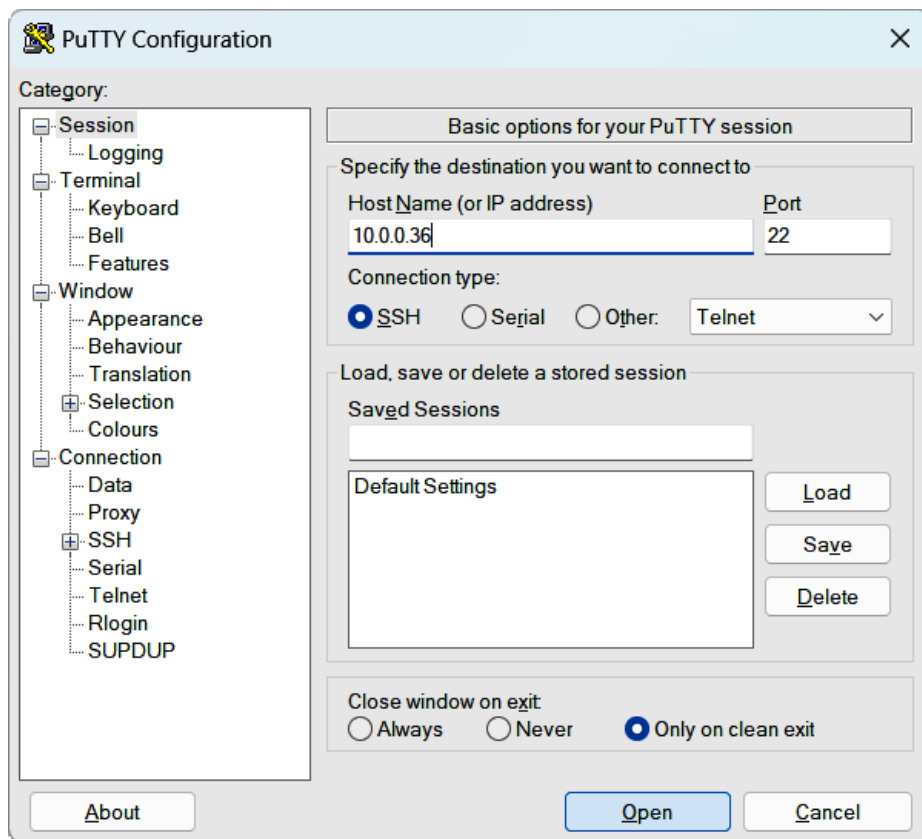 PuTTY Configuration
Category:
Session
Logging
Terminal
Keyboard
Bell
Features
Window
Appearance
Behaviour
Translation
Selection
Colours
Connection
Data
Proxy
SSH
Serial
Telnet
Rlogin
SUPDUP
Basic options for your PuTTY session
Specify the destination you want to connect to
Host Name (or IP address) Port
10.0.0.36 22
Connection type:
SSH Serial Other: Telnet
Load, save or delete a stored session
Saved Sessions
Default Settings
Load
Save
Delete
Close window on exit:
Always Never Only on clean exit
About Open Cancel